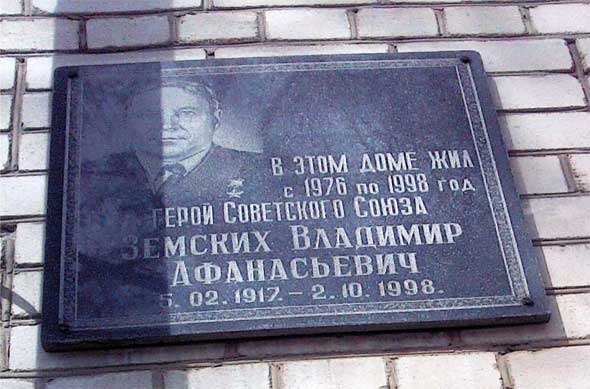 В ЭТОМ ДОМЕ ЖИЛ
с 1976 по 1998 год
ГЕРОЙ СОВЕТСКОГО СОЮЗА
ЗЕМСКИХ ВЛАДИМИР
АФАНАСЬЕВИЧ
5. 02. 1917. – 2. 10. 1998.